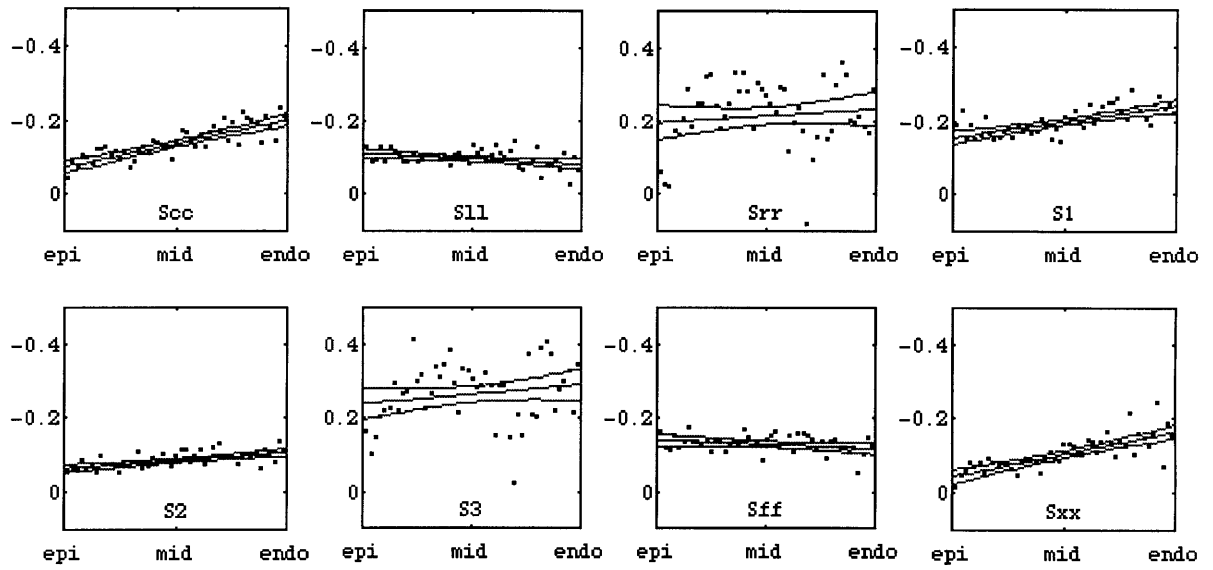 -0.4 -0.4 0.4 -0.4
-0.2 -0.2 0.2 -0.2
0 0 0 0
Scc Sll Srr S1
epi mid endo epi mid endo epi mid endo epi mid endo
-0.4 0.4 -0.4 -0.4
-0.2 0.2 -0.2 -0.2
0 0 0 0
S2 S3 Sff Sxx
epi mid endo epi mid endo epi mid endo epi mid endo